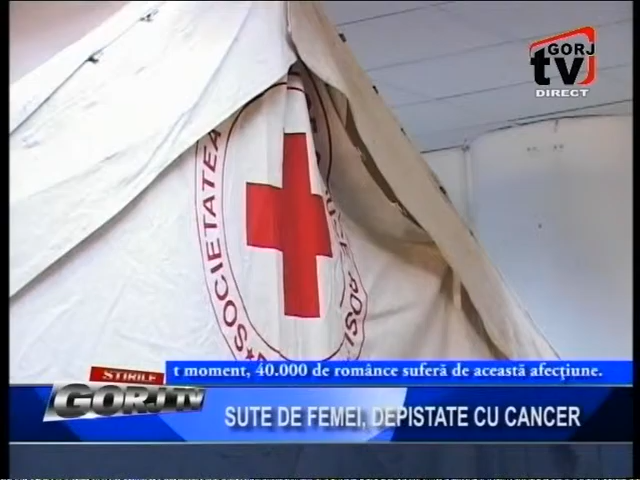 GORJ
tv
DIRECT
SOCIETATEA
ȘTIRILE
t moment, 40.000 de românce suferă de această afecțiune.
GORJ TV
SUTE DE FEMEI, DEPISTATE CU CANCER